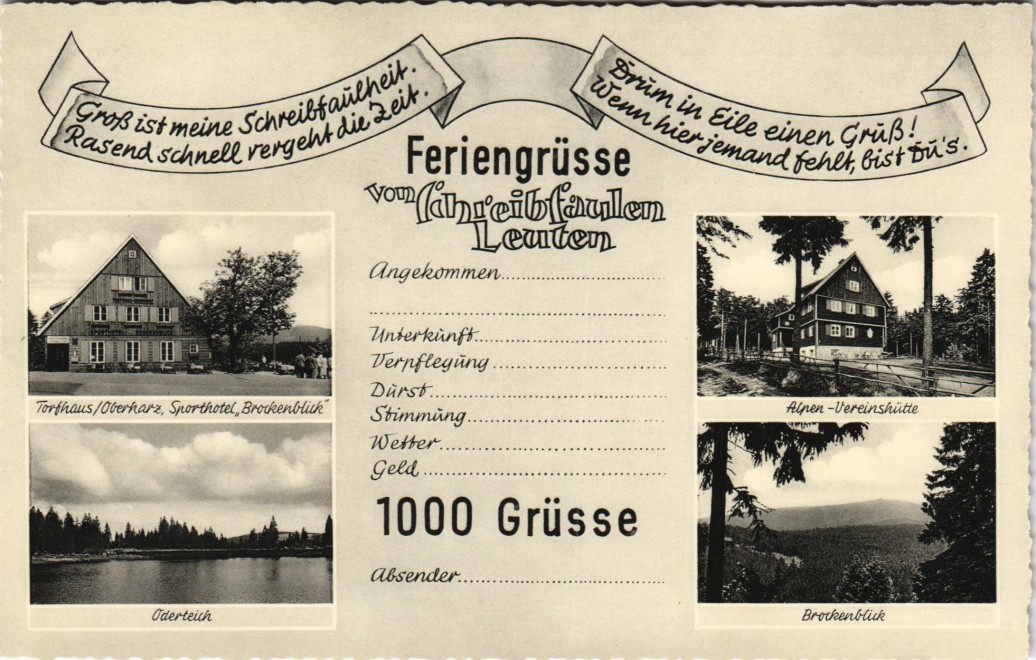 Groß ist meine Schreibfaulheit.
Rasend schnell vergeht die Zeit.
Drum in Eile einen Gruß!
Wenn hier jemand fehlt, bist Du's.
Feriengrüsse
vom Schreibfaulen
Leuten
Angekommen
Unterkunft
Verpflegung
Durst
Stimmung
Wetter
Geld
1000 Grüsse
Absender
Torfhaus/Oberharz, Sporthotel „Brockenblick"
Oderteich
Alpen-Vereinshütte
Brockenblick